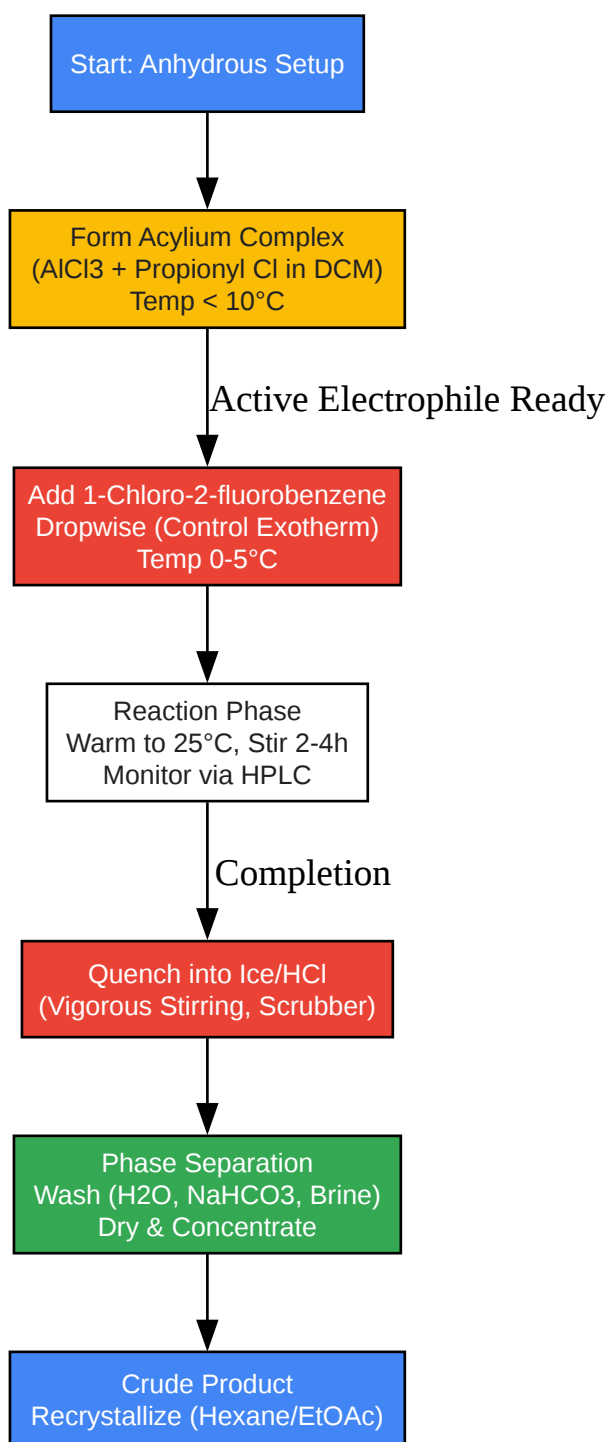 Start: Anhydrous Setup
Form Acylium Complex
(AlCl3 + Propionyl Cl in DCM)
Temp < 10°C
Active Electrophile Ready
Add 1-Chloro-2-fluorobenzene
Dropwise (Control Exotherm)
Temp 0-5°C
Reaction Phase
Warm to 25°C, Stir 2-4h
Monitor via HPLC
Completion
Quench into Ice/HCl
(Vigorous Stirring, Scrubber)
Phase Separation
Wash (H2O, NaHCO3, Brine)
Dry & Concentrate
Crude Product
Recrystallize (Hexane/EtOAc)